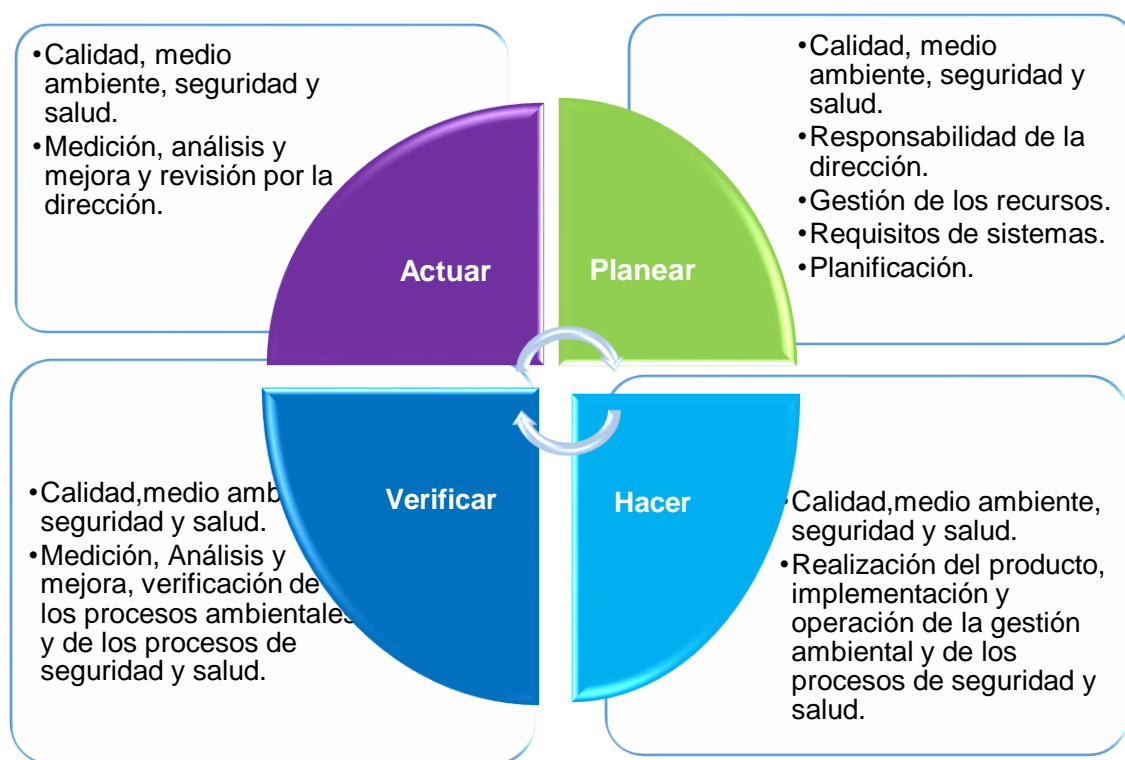 •Calidad, medio
ambiente, seguridad y
salud.
•Medición, análisis y
mejora y revisión por la
dirección.
•Calidad, medio
ambiente, seguridad y
salud.
•Responsabilidad de la
dirección.
•Gestión de los recursos.
•Requisitos de sistemas.
•Planificación.
Actuar
Planear
Verificar
Hacer
•Calidad,medio amb
seguridad y salud.
•Medición, Análisis y
mejora, verificación de
los procesos ambientales
y de los procesos de
seguridad y salud.
•Calidad,medio ambiente,
seguridad y salud.
•Realización del producto,
implementación y
operación de la gestión
ambiental y de los
procesos de seguridad y
salud.